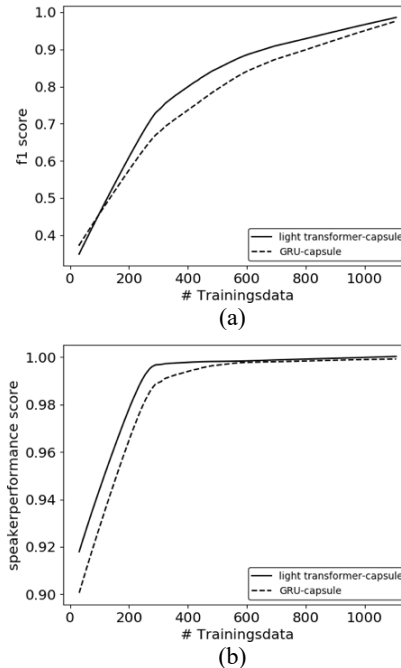 1.0
0.9
0.8
0.7
0.6
0.5
0.4
f1 score
light transformer-capsule
GRU-capsule
0 200 400 600 800 1000
# Trainingsdata
(a)
1.00
0.98
0.96
0.94
0.92
0.90
speakerperformance score
light transformer-capsule
GRU-capsule
0 200 400 600 800 1000
# Trainingsdata
(b)